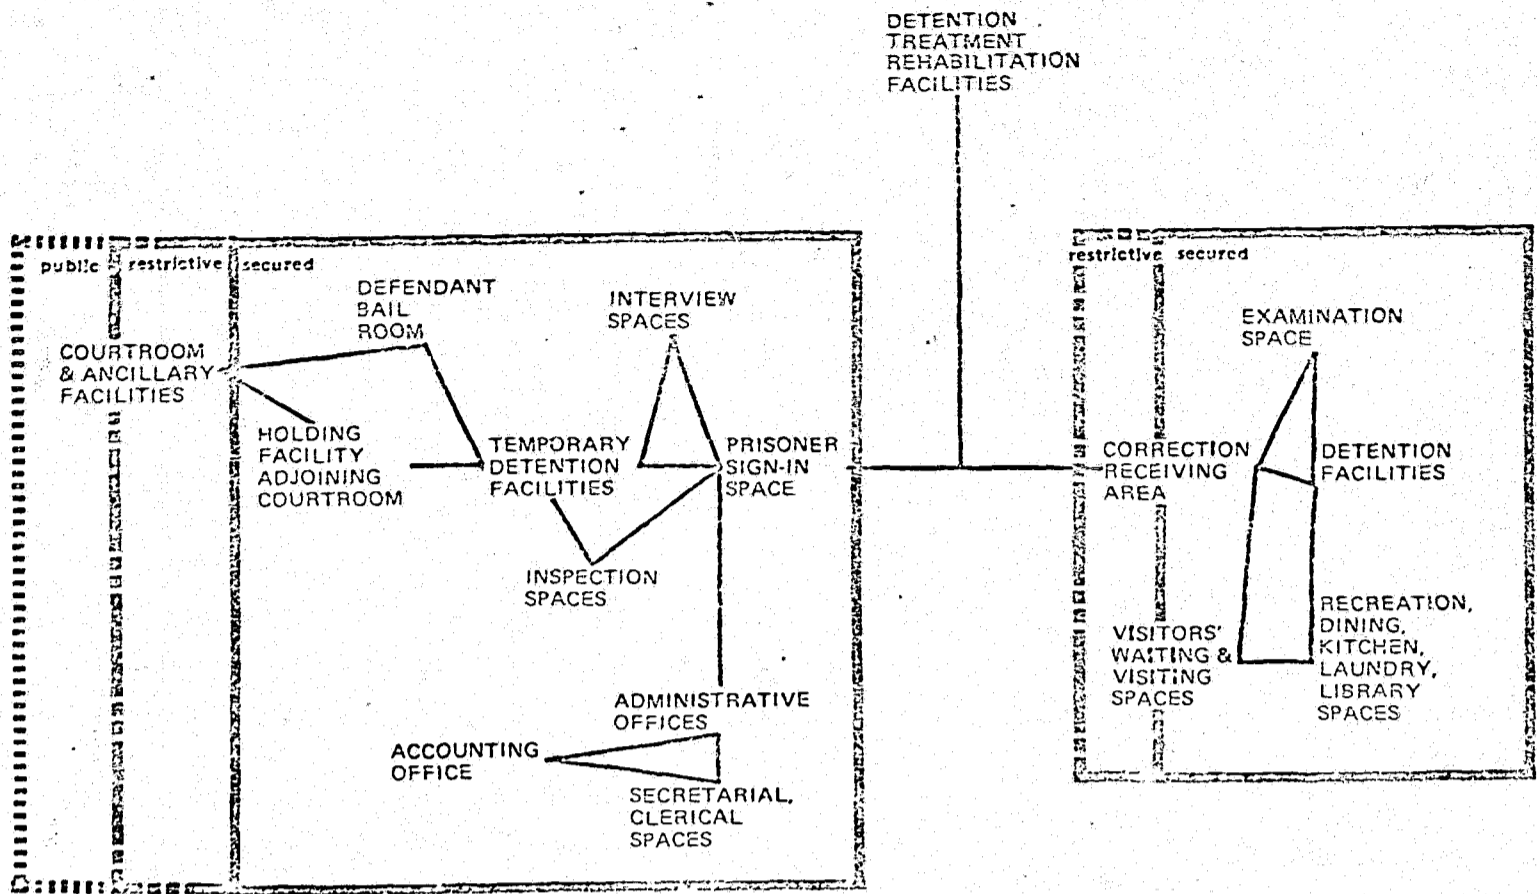 DETENTION
TREATMENT
REHABILITATION
FACILITIES
public restrictive secured
DEFENDANT
BAIL
ROOM
INTERVIEW
SPACES
COURTROOM
& ANCILLARY
FACILITIES
HOLDING
FACILITY
ADJOINING
COURTROOM
TEMPORARY
DETENTION
FACILITIES
PRISONER
SIGN-IN
SPACE
INSPECTION
SPACES
ADMINISTRATIVE
OFFICES
ACCOUNTING
OFFICE
SECRETARIAL,
CLERICAL
SPACES
restrictive secured
EXAMINATION
SPACE
CORRECTION
RECEIVING
AREA
DETENTION
FACILITIES
VISITORS'
WAITING &
VISITING
SPACES
RECREATION,
DINING,
KITCHEN,
LAUNDRY,
LIBRARY
SPACES